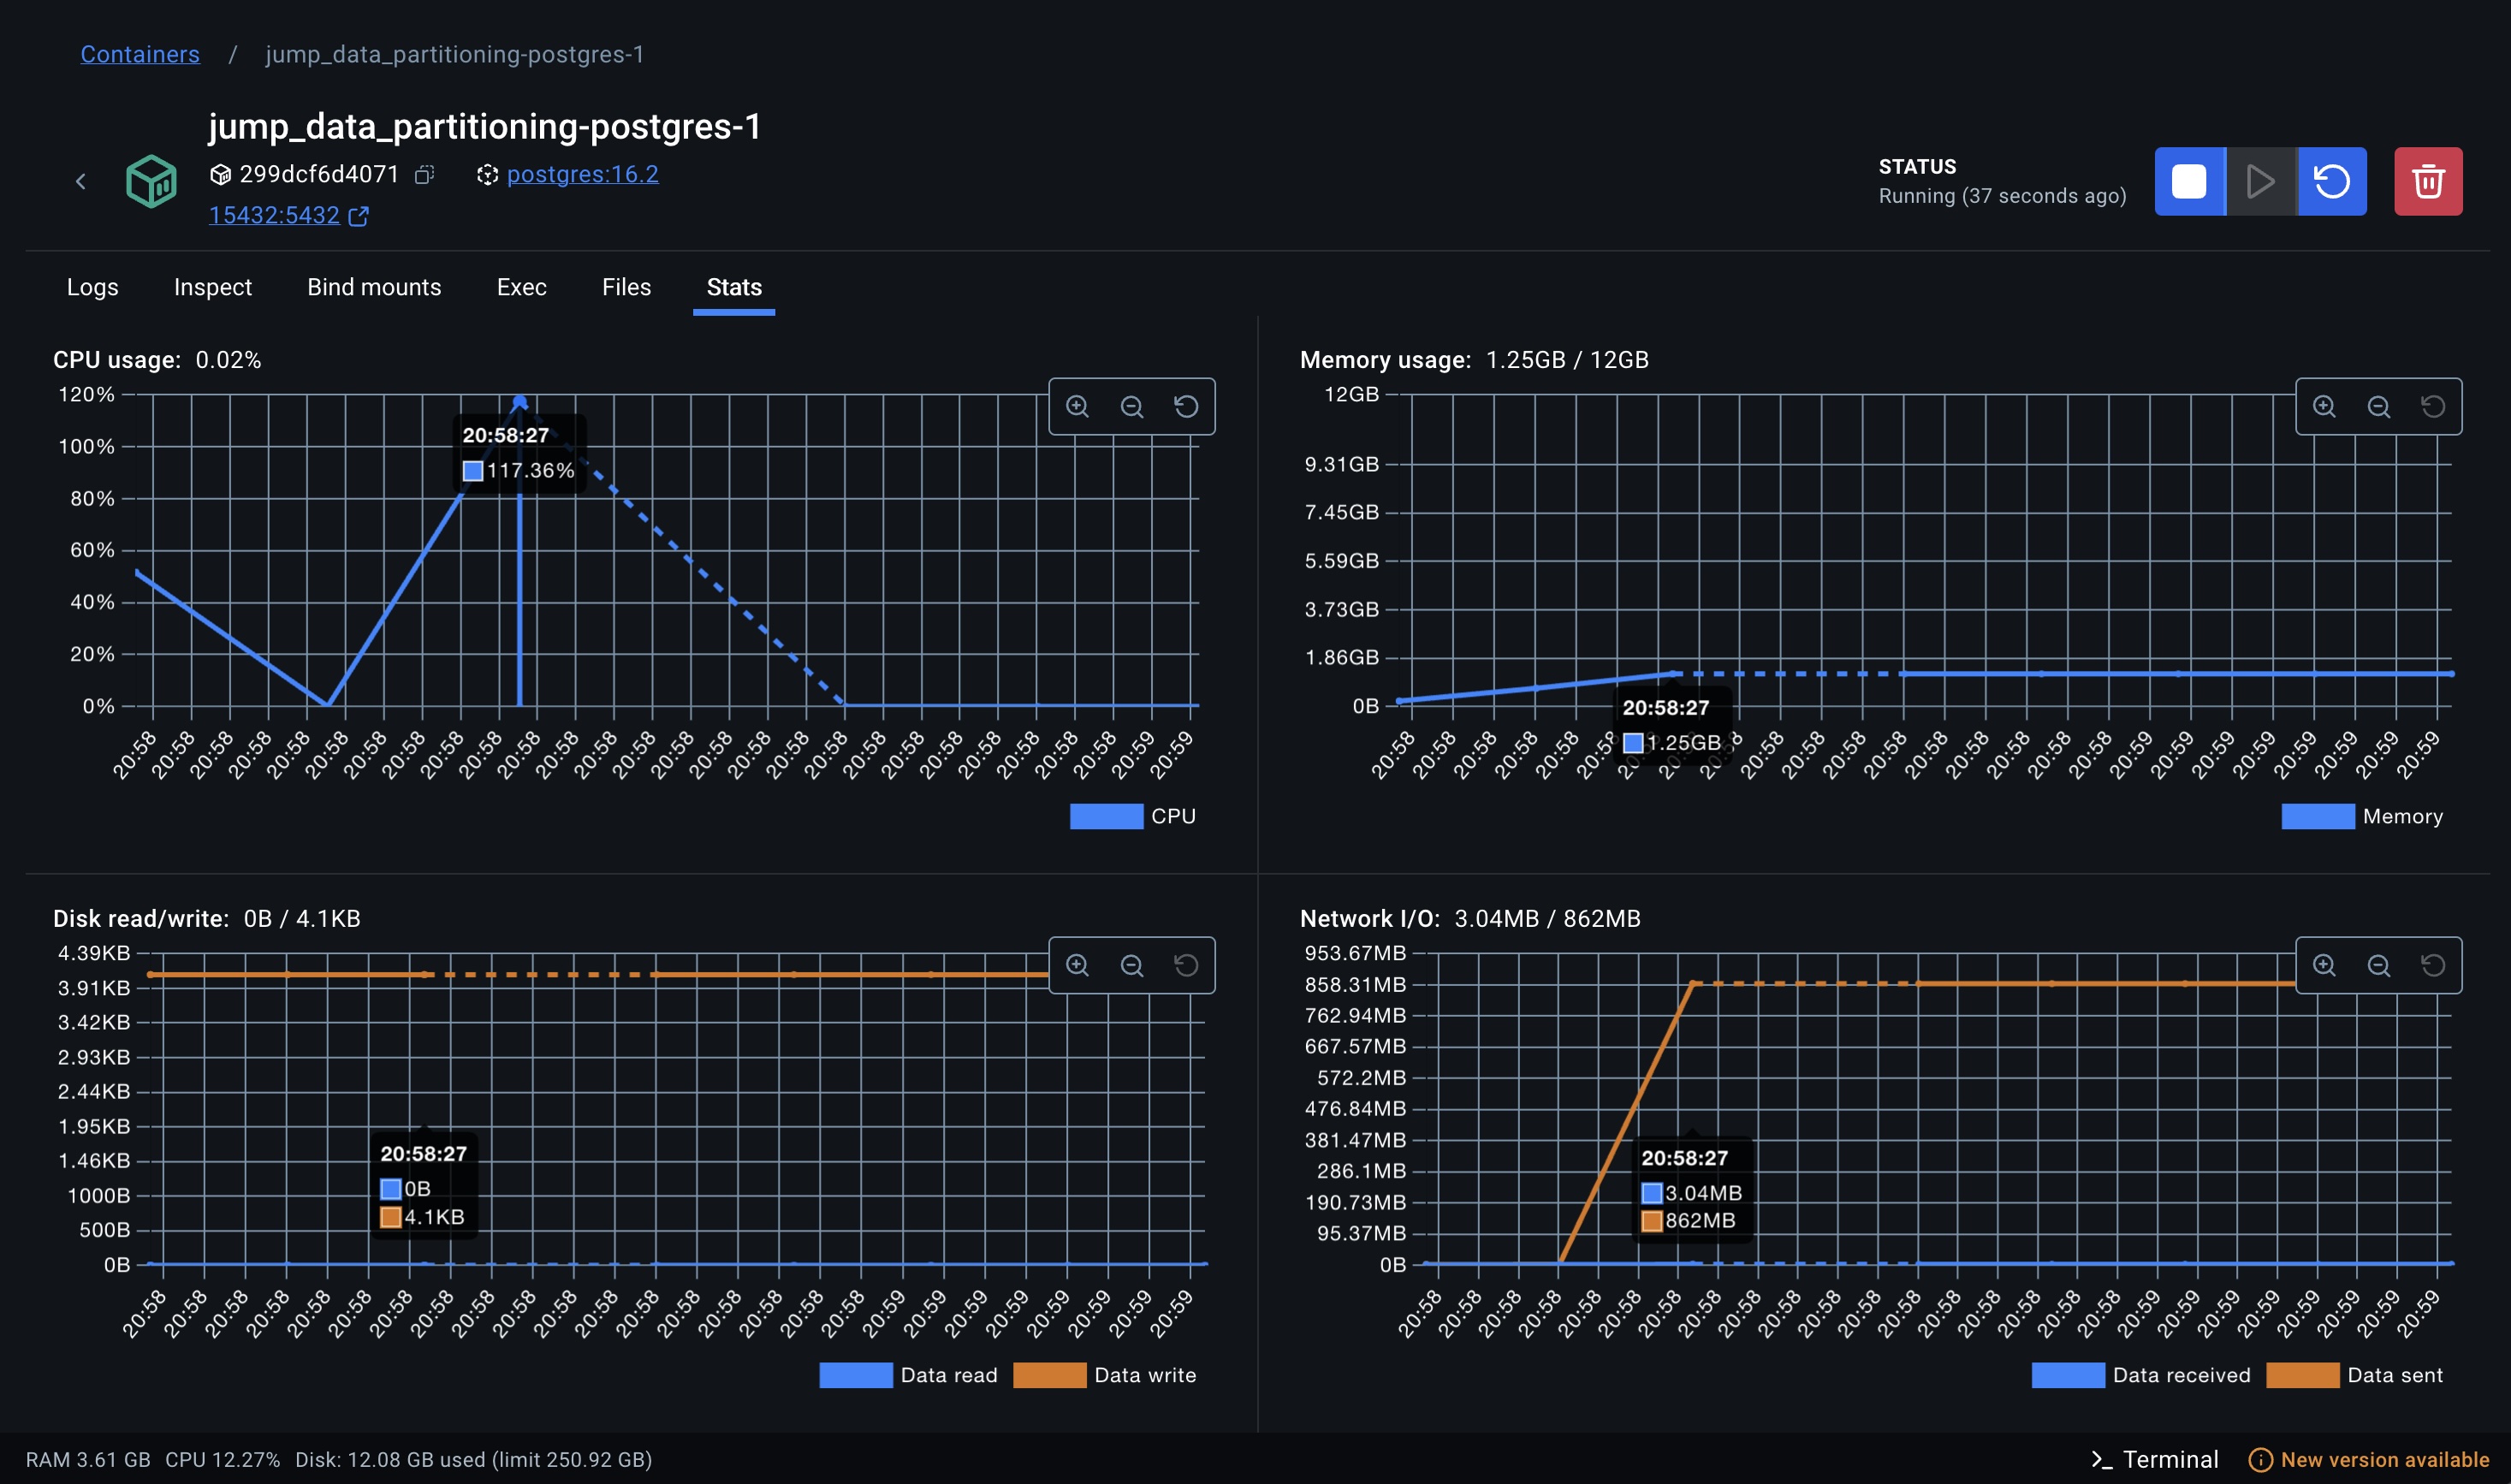 Containers / jump_data_partitioning-postgres-1
jump_data_partitioning-postgres-1
299dcf6d4071 postgres:16.2
15432:5432
STATUS
Running (37 seconds ago)
Logs Inspect Bind mounts Exec Files Stats
CPU usage: 0.02%
120%
100%
80%
60%
40%
20%
0%
20:58:27
117.36%
20:58 20:58 20:58 20:58 20:58 20:58 20:58 20:58 20:58 20:58 20:58 20:58 20:58 20:58 20:58 20:58 20:58 20:58 20:58 20:58 20:58 20:58 20:58 20:58 20:58 20:58 20:59 20:59
CPU
Memory usage: 1.25GB / 12GB
12GB
9.31GB
7.45GB
5.59GB
3.73GB
1.86GB
0B
20:58:27
1.25GB
20:58 20:58 20:58 20:58 20:58 20:58 20:58 20:58 20:58 20:58 20:58 20:58 20:58 20:58 20:58 20:59 20:59 20:59 20:59 20:59 20:59 20:59 20:59
Memory
Disk read/write: 0B / 4.1KB
4.39KB
3.91KB
3.42KB
2.93KB
2.44KB
1.95KB
1.46KB
1000B
500B
0B
20:58:27
0B
4.1KB
20:58 20:58 20:58 20:58 20:58 20:58 20:58 20:58 20:58 20:58 20:58 20:58 20:58 20:58 20:58 20:58 20:58 20:58 20:59 20:59 20:59 20:59 20:59 20:59 20:59 20:59
Data read Data write
Network I/O: 3.04MB / 862MB
953.67MB
858.31MB
762.94MB
667.57MB
572.2MB
476.84MB
381.47MB
286.1MB
190.73MB
95.37MB
0B
20:58:27
3.04MB
862MB
20:58 20:58 20:58 20:58 20:58 20:58 20:58 20:58 20:58 20:58 20:58 20:58 20:58 20:58 20:58 20:58 20:58 20:58 20:59 20:59 20:59 20:59 20:59 20:59 20:59 20:59
Data received Data sent
RAM 3.61 GB CPU 12.27% Disk: 12.08 GB used (limit 250.92 GB)
Terminal New version available